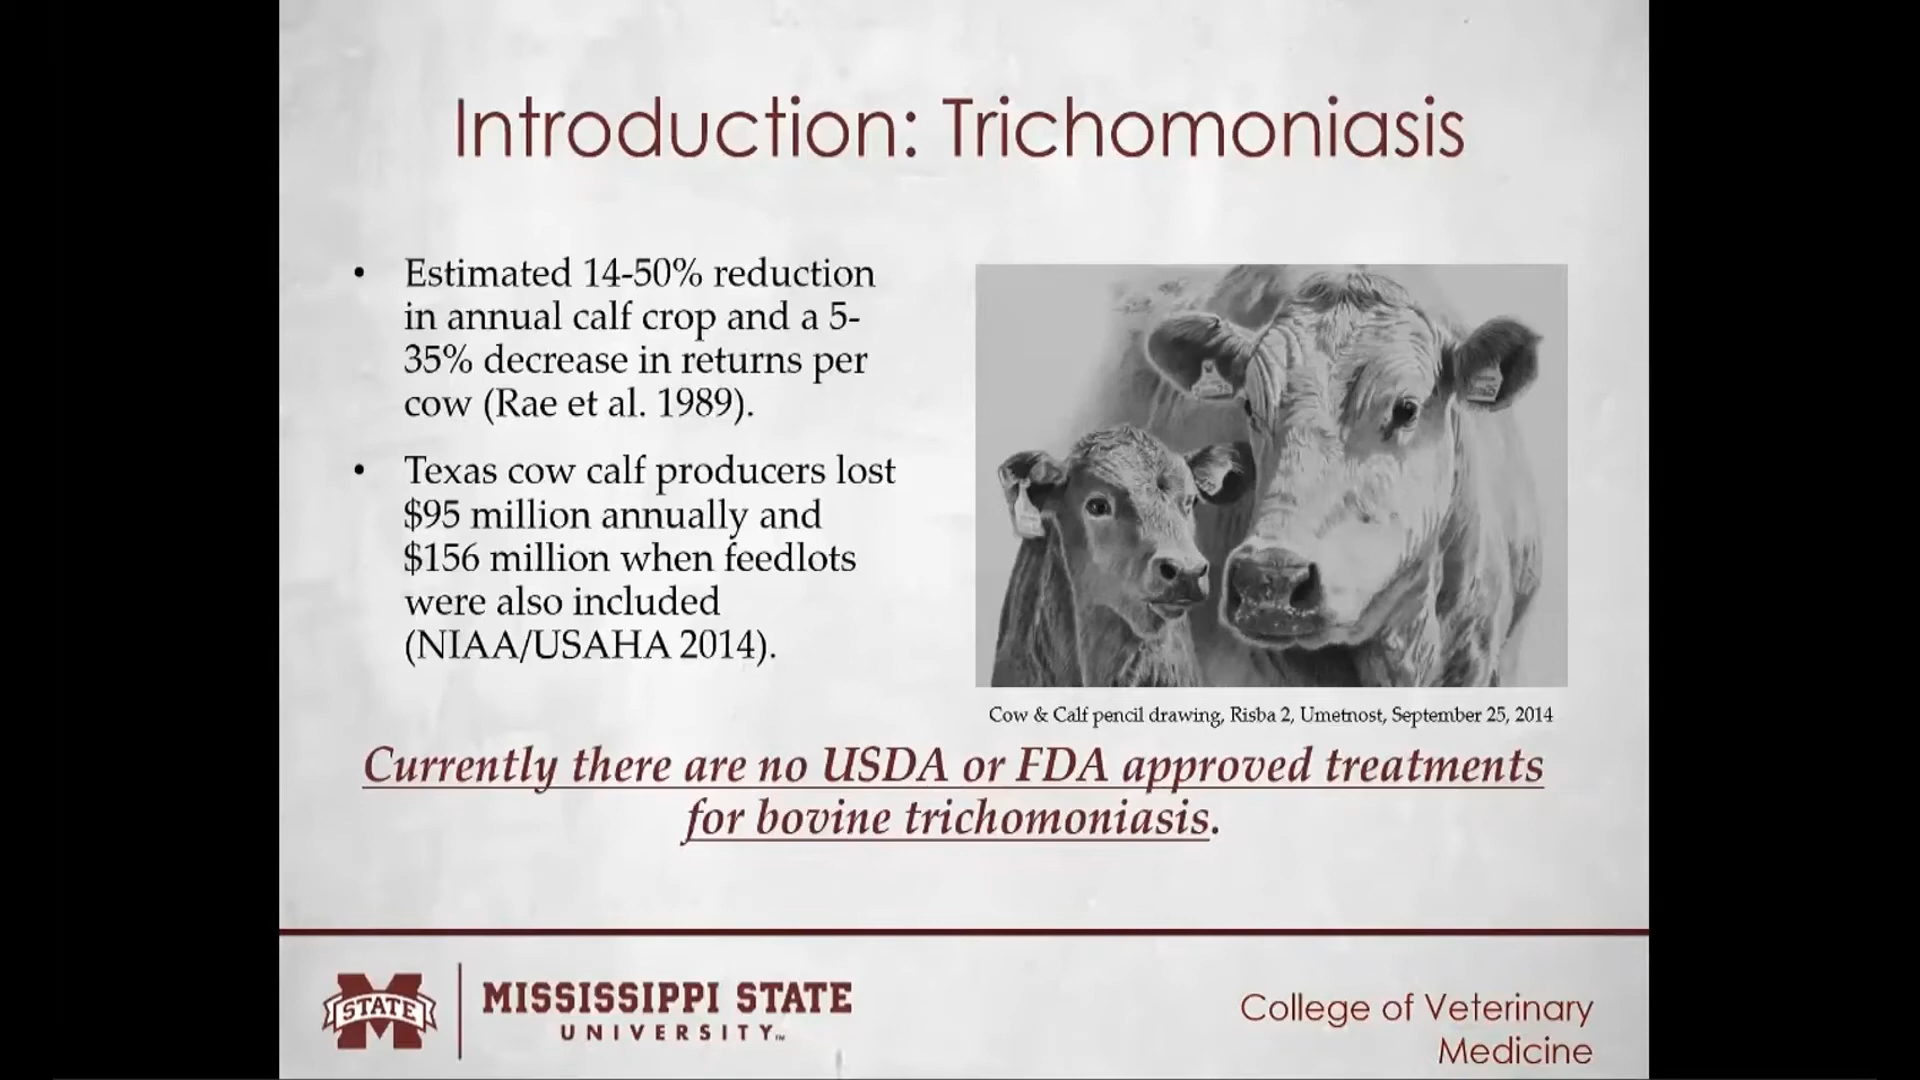 Introduction: Trichomoniasis
• Estimated 14-50% reduction
in annual calf crop and a 5-
35% decrease in returns per
cow (Rae et al. 1989).
• Texas cow calf producers lost
$95 million annually and
$156 million when feedlots
were also included
(NIAA/USAHA 2014).
Cow & Calf pencil drawing, Risba 2, Umetnost, September 25, 2014
Currently there are no USDA or FDA approved treatments
for bovine trichomoniasis.
STATE
MISSISSIPPI STATE
UNIVERSITY™
College of Veterinary
Medicine